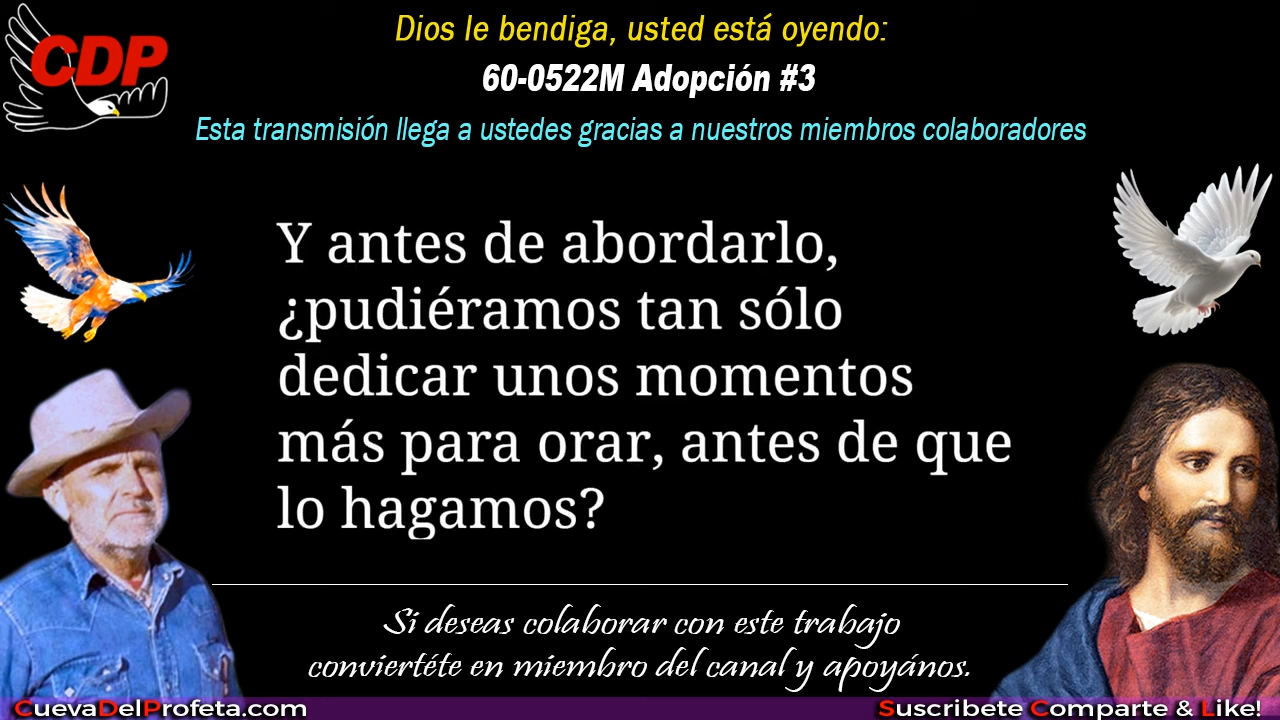 CDP
Dios le bendiga, usted está oyendo:
60-0522M Adopción #3
Esta transmisión llega a ustedes gracias a nuestros miembros colaboradores
Y antes de abordarlo,
¿pudiéramos tan sólo
dedicar unos momentos
más para orar, antes de que
lo hagamos?
Si deseas colaborar con este trabajo
conviertéte en miembro del canal y apoyános.
CuevaDelProfeta.com
Suscribete Comparte & Like!